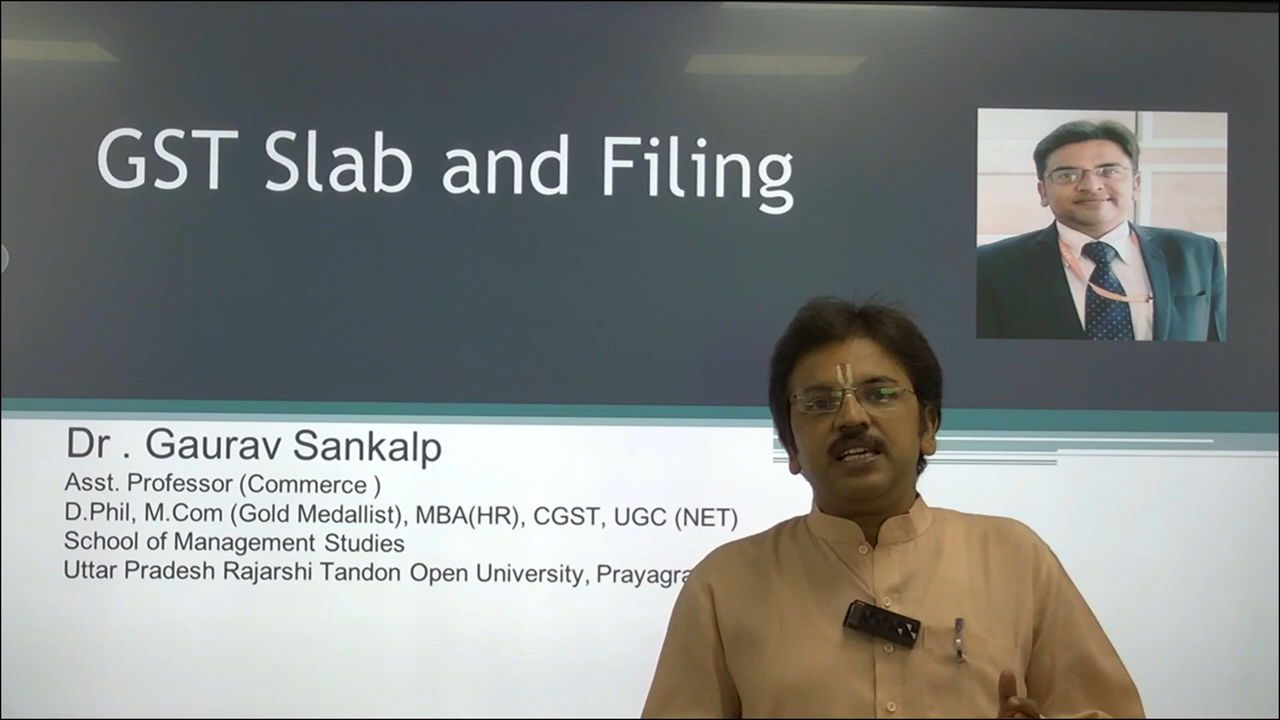 GST Slab and Filing
Dr . Gaurav Sankalp
Asst. Professor (Commerce )
D.Phil, M.Com (Gold Medallist), MBA(HR), CGST, UGC (NET)
School of Management Studies
Uttar Pradesh Rajarshi Tandon Open University,